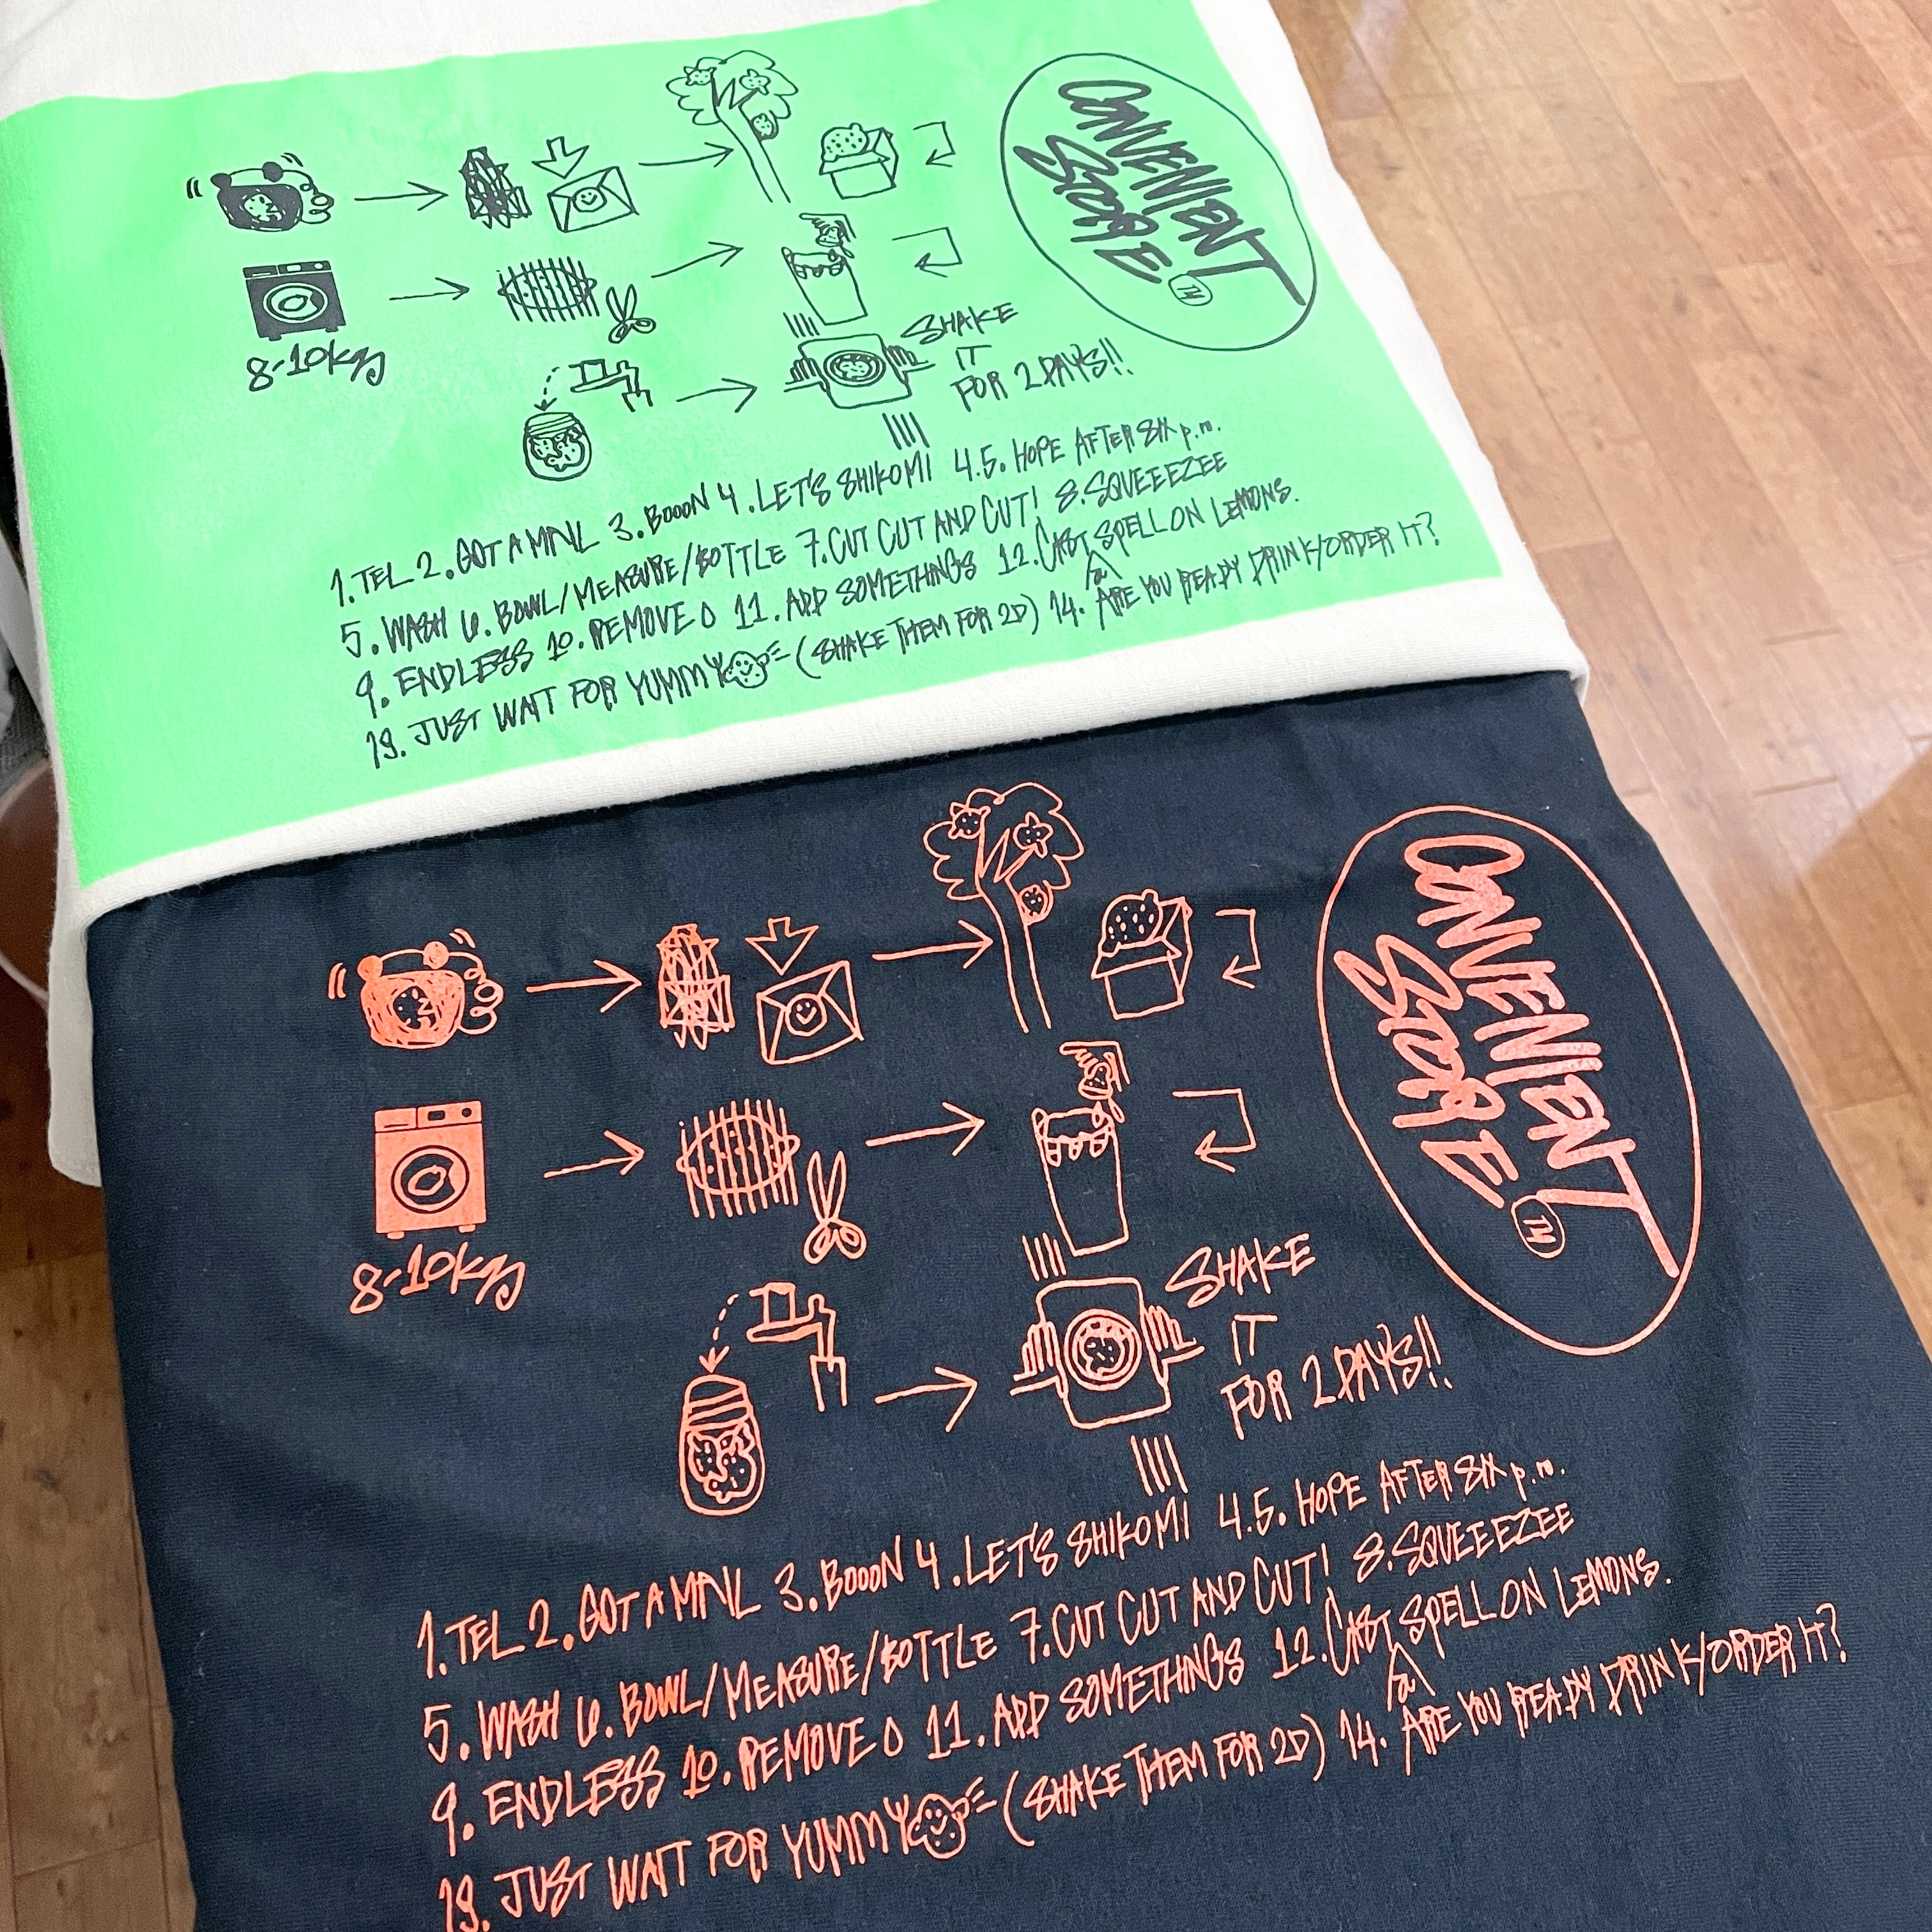 CONVENIENT
STORE
TM
8-10kg
SHAKE
IT
FOR 2 DAYS!!
1. TEL 2. GOT A MAIL 3. BOOON 4. LET'S SHIKOMI 4.5. HOPE AFTER SIX p.m.
5. WASH 6. BOWL/MEASURE/BOTTLE 7. CUT CUT AND CUT! 8. SQUEEEZEE
9. ENDLESS 10. REMOVE 11. ADD SOMETHINGS 12. CAST a SPELL ON LEMONS.
13. JUST WAIT FOR YUMMY (SHAKE THEM FOR 2D) 14. ARE YOU READY DRINK/ORDER IT?
CONVENIENT
STORE
TM
8-10kg
SHAKE
IT
FOR 2 DAYS!!
1. TEL 2. GOT A MAIL 3. BOOON 4. LET'S SHIKOMI 4.5. HOPE AFTER SIX p.m.
5. WASH 6. BOWL/MEASURE/BOTTLE 7. CUT CUT AND CUT! 8. SQUEEEZEE
9. ENDLESS 10. REMOVE 11. ADD SOMETHINGS 12. CAST a SPELL ON LEMONS.
13. JUST WAIT FOR YUMMY (SHAKE THEM FOR 2D) 14. ARE YOU READY DRINK/ORDER IT?